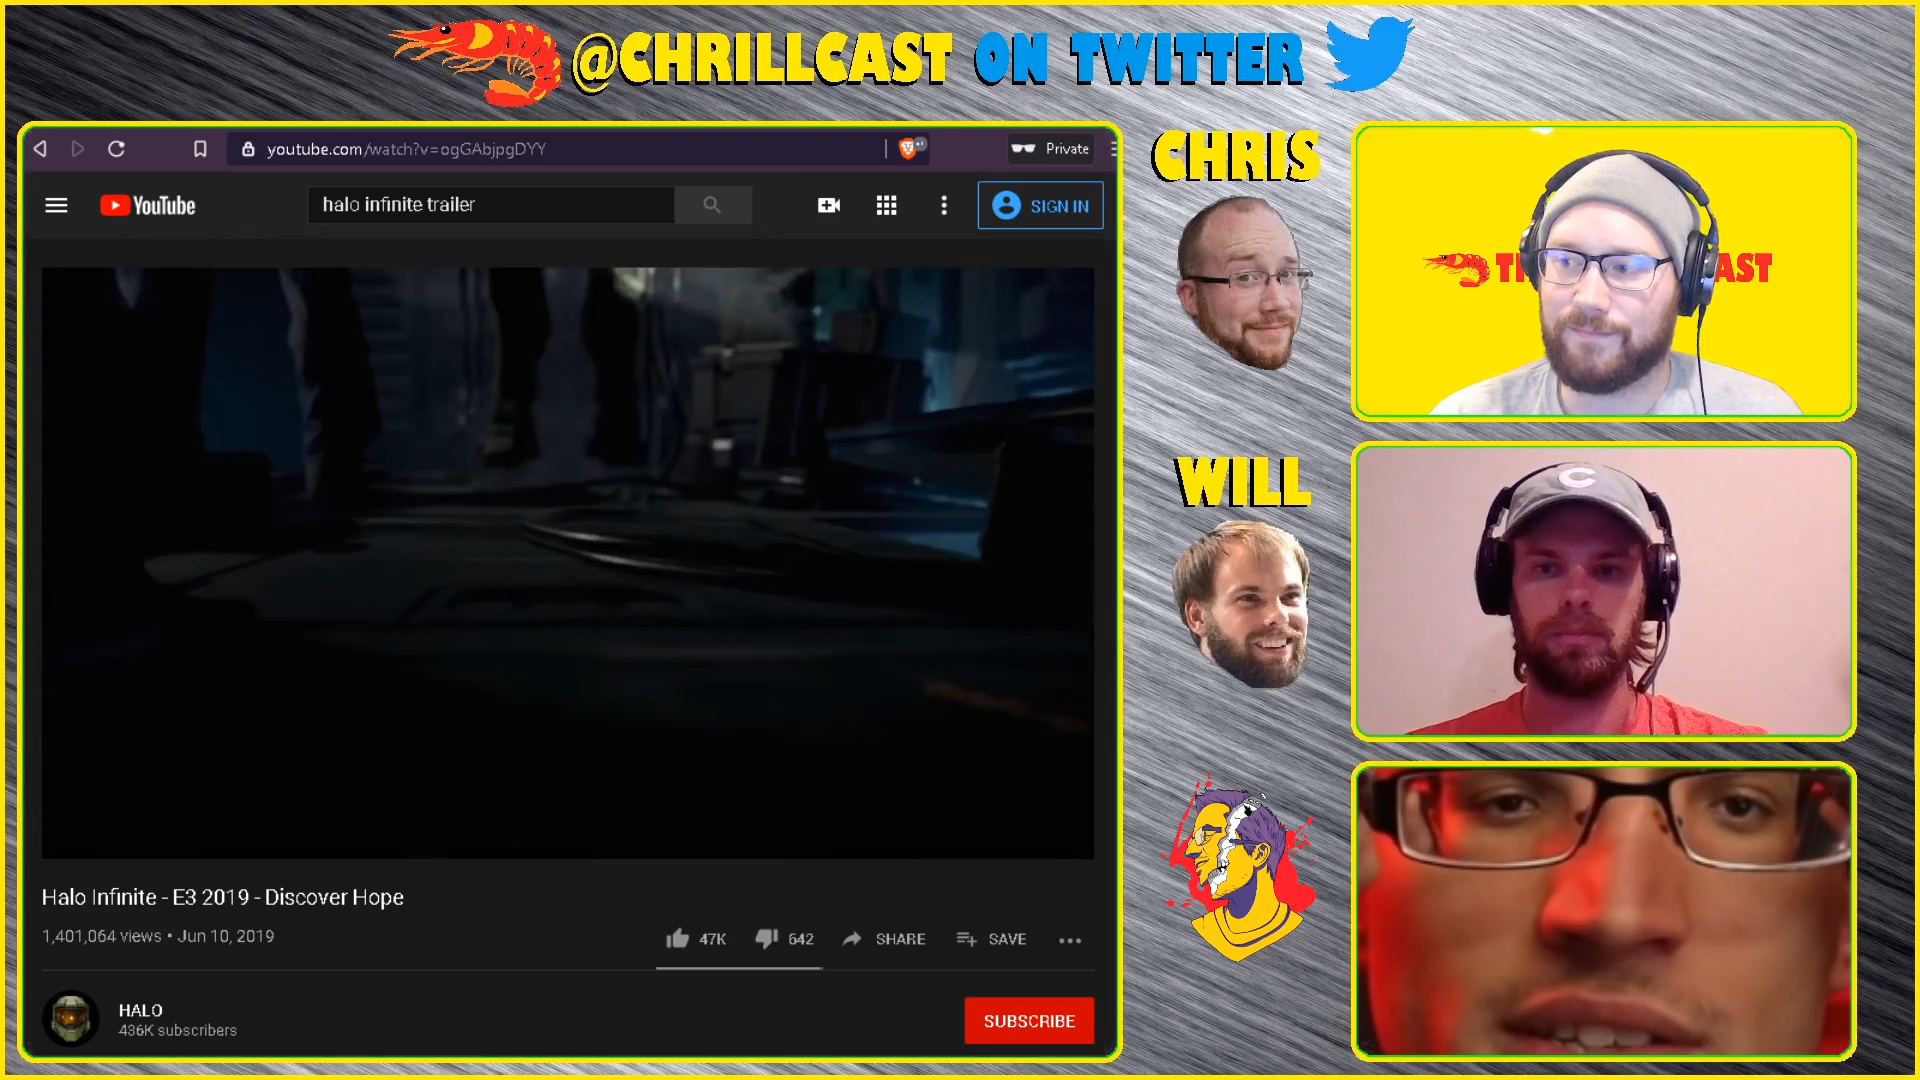 @CHRILLCAST ON TWITTER
youtube.com/watch?v=ogGAbjpgDYY
Private
YouTube
halo infinite trailer
SIGN IN
Halo Infinite - E3 2019 - Discover Hope
1,401,064 views • Jun 10, 2019
47K
642
SHARE
SAVE
HALO
436K subscribers
SUBSCRIBE
CHRIS
AST
WILL
C